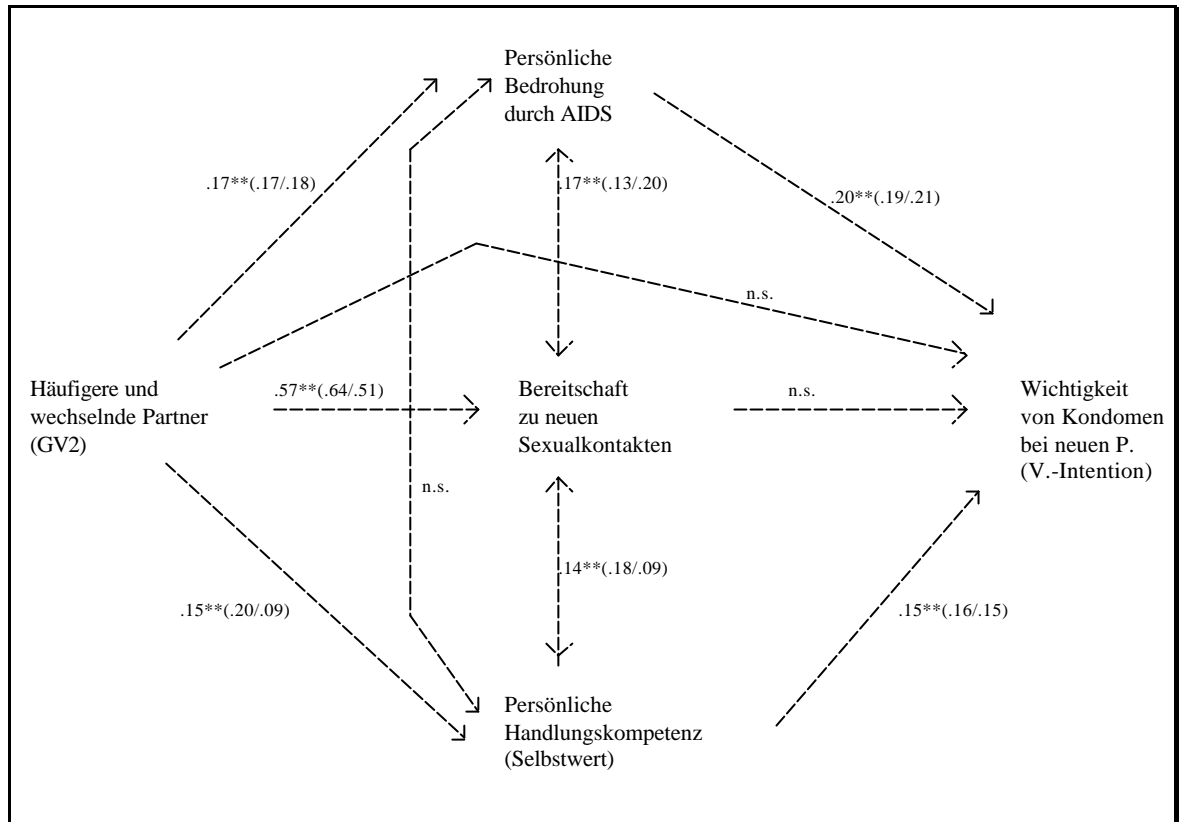 Persönliche
Bedrohung
durch AIDS
.17**(.17/.18)
.17**(.13/.20)
.20**(.19/.21)
n.s.
Häufigere und
wechselnde Partner
(GV2)
.57**(.64/.51)
Bereitschaft
zu neuen
Sexualkontakten
n.s.
Wichtigkeit
von Kondomen
bei neuen P.
(V.-Intention)
n.s.
.14**(.18/.09)
.15**(.20/.09)
.15**(.16/.15)
Persönliche
Handlungskompetenz
(Selbstwert)